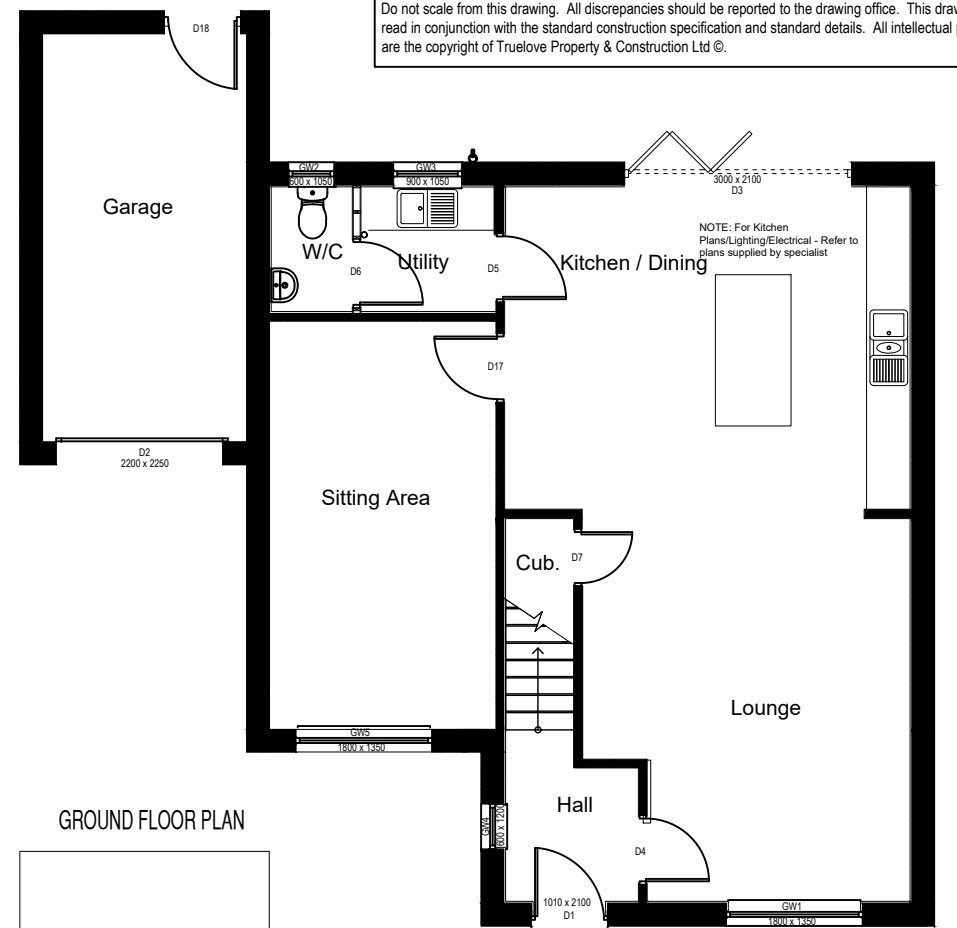 Do not scale from this drawing. All discrepancies should be reported to the drawing office. This draw
read in conjunction with the standard construction specification and standard details. All intellectual p
are the copyright of Truelove Property & Construction Ltd ©.
D18
Garage
GW2
600 x 1050
GW3
900 x 1050
3000 x 2100
D3
NOTE: For Kitchen
Plans/Lighting/Electrical - Refer to
plans supplied by specialist
W/C
D6
Utility
D5
Kitchen / Dining
D17
D2
2200 x 2250
Sitting Area
Cub.
D7
Lounge
GW5
1800 x 1350
GROUND FLOOR PLAN
Hall
GW4
600 x 1200
D4
1010 x 2100
D1
GW1
1800 x 1350